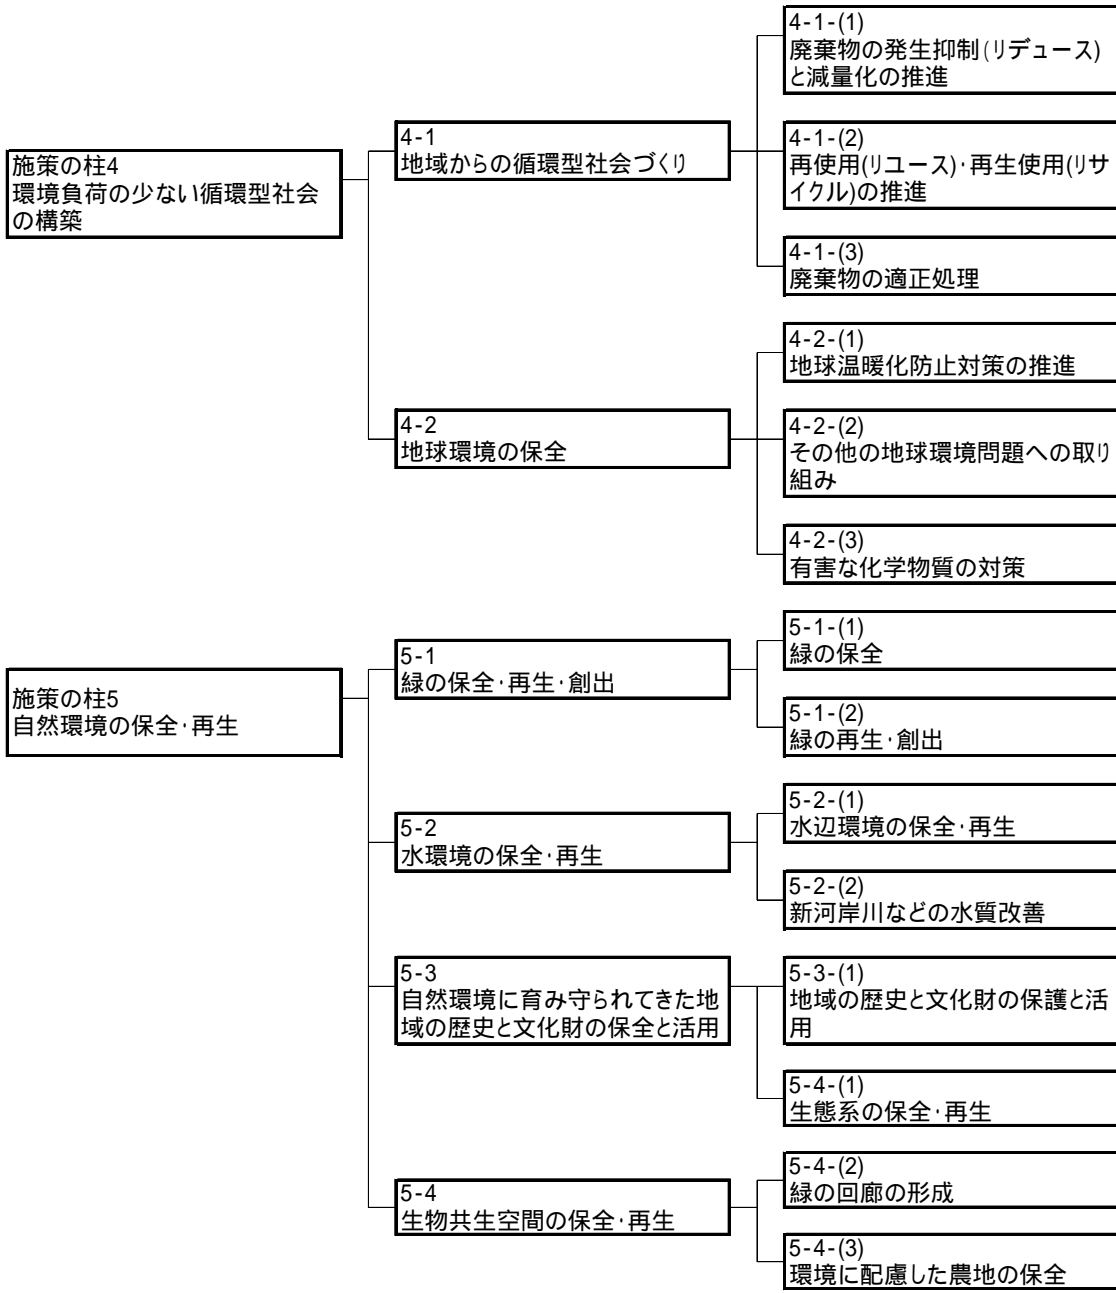 施策の柱4
環境負荷の少ない循環型社会
の構築
4-1
地域からの循環型社会づくり
4-1-(1)
廃棄物の発生抑制(リデュース)
と減量化の推進
4-1-(2)
再使用(リユース)・再生使用(リサ
イクル)の推進
4-1-(3)
廃棄物の適正処理
4-2
地球環境の保全
4-2-(1)
地球温暖化防止対策の推進
4-2-(2)
その他の地球環境問題への取り
組み
4-2-(3)
有害な化学物質の対策
施策の柱5
自然環境の保全・再生
5-1
緑の保全・再生・創出
5-1-(1)
緑の保全
5-1-(2)
緑の再生・創出
5-2
水環境の保全・再生
5-2-(1)
水辺環境の保全・再生
5-2-(2)
新河岸川などの水質改善
5-3
自然環境に育み守られてきた地
域の歴史と文化財の保全と活用
5-3-(1)
地域の歴史と文化財の保護と活
用
5-4-(1)
生態系の保全・再生
5-4
生物共生空間の保全・再生
5-4-(2)
緑の回廊の形成
5-4-(3)
環境に配慮した農地の保全